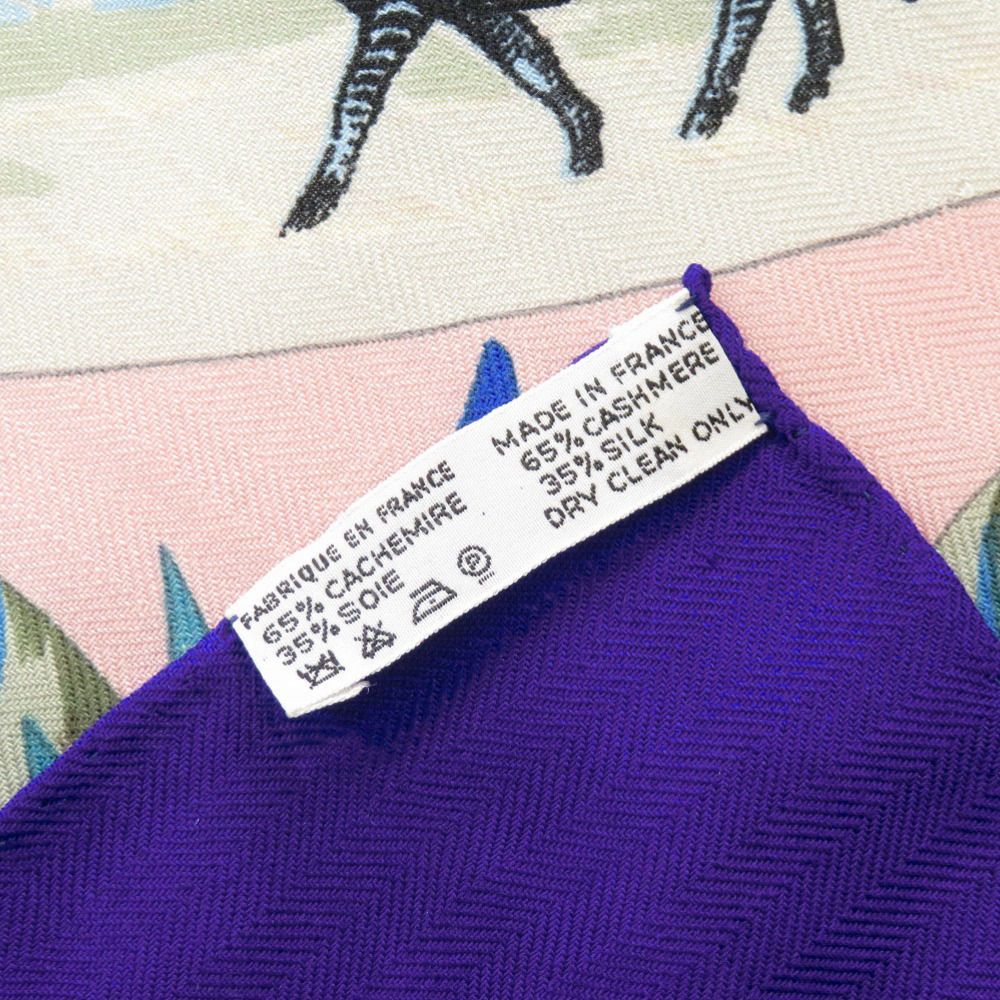 FABRIQUE EN FRANCE
65% CACHEMIRE
35% SOIE
P
MADE IN FRANCE
65% CASHMERE
35% SILK
DRY CLEAN ONLY